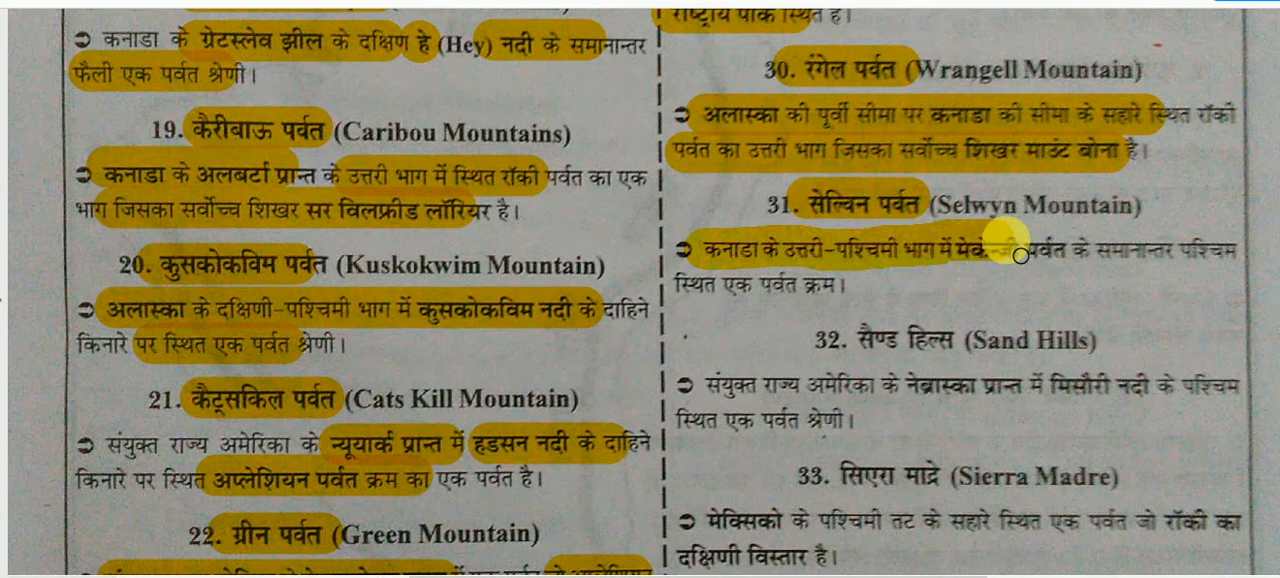 ➲ कनाडा के ग्रेटस्लेव झील के दक्षिण हे (Hey) नदी के समानान्तर
फैली एक पर्वत श्रेणी।
19. कैरीबाऊ पर्वत (Caribou Mountains)
➲ कनाडा के अलबर्टा प्रान्त के उत्तरी भाग में स्थित रॉकी पर्वत का एक
भाग जिसका सर्वोच्च शिखर सर विलफ्रीड लॉरियर है।
20. कुसकोकविम पर्वत (Kuskokwim Mountain)
➲ अलास्का के दक्षिणी-पश्चिमी भाग में कुसकोकविम नदी के दाहिने
किनारे पर स्थित एक पर्वत श्रेणी।
21. कैट्सकिल पर्वत (Cats Kill Mountain)
➲ संयुक्त राज्य अमेरिका के न्यूयार्क प्रान्त में हडसन नदी के दाहिने
किनारे पर स्थित अप्लेशियन पर्वत क्रम का एक पर्वत है।
22. ग्रीन पर्वत (Green Mountain)
राष्ट्रीय पार्क स्थित है।
30. रंगेल पर्वत (Wrangell Mountain)
➲ अलास्का की पूर्वी सीमा पर कनाडा की सीमा के सहारे स्थित रॉकी
पर्वत का उत्तरी भाग जिसका सर्वोच्च शिखर माउंट बोना है।
31. सेल्विन पर्वत (Selwyn Mountain)
➲ कनाडा के उत्तरी-पश्चिमी भाग में मेकेन्जी पर्वत के समानान्तर पश्चिम
स्थित एक पर्वत क्रम।
32. सैण्ड हिल्स (Sand Hills)
➲ संयुक्त राज्य अमेरिका के नेब्रास्का प्रान्त में मिसौरी नदी के पश्चिम
स्थित एक पर्वत श्रेणी।
33. सिएरा माद्रे (Sierra Madre)
➲ मेक्सिको के पश्चिमी तट के सहारे स्थित एक पर्वत जो रॉकी का
दक्षिणी विस्तार है।